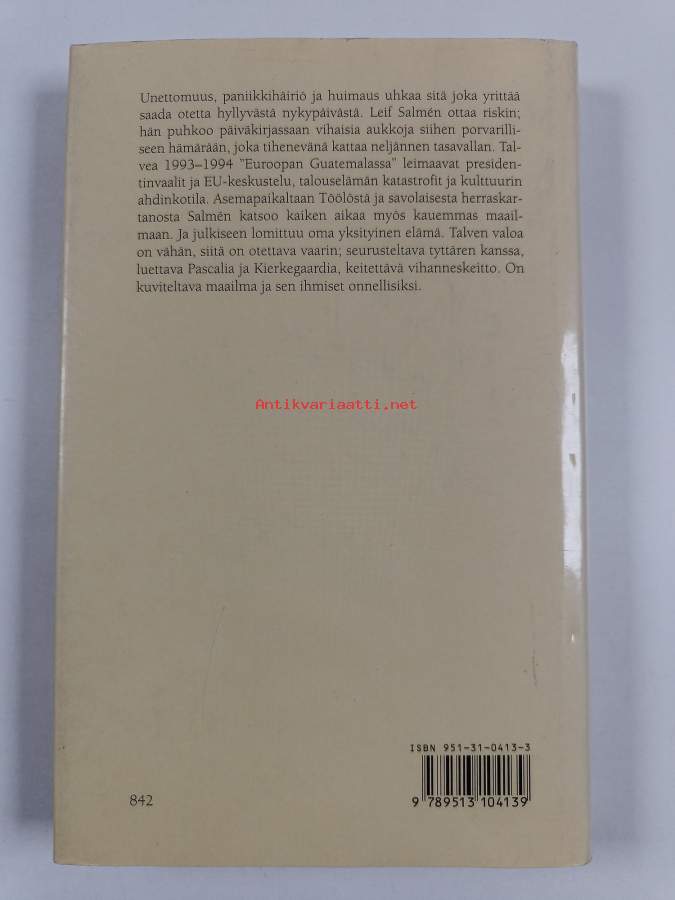 Unettomuus, paniikkihäiriö ja huimaus uhkaa sitä joka yrittää
saada otetta hyllyvästä nykypäivästä. Leif Salmén ottaa riskin;
hän puhkoo päiväkirjassaan vihaisia aukkoja siihen porvarilli-
seen hämärään, joka tihenevänä kattaa neljännen tasavallan. Tal-
vea 1993–1994 "Euroopan Guatemalassa" leimaavat presiden-
tinvaalit ja EU-keskustelu, talouselämän katastrofit ja kulttuurin
ahdinkotila. Asemapaikaltaan Töölöstä ja savolaisesta herraskar-
tanosta Salmén katsoo kaiken aikaa myös kauemmas maail-
maan. Ja julkiseen lomittuu oma yksityinen elämä. Talven valoa
on vähän, siitä on otettava vaarin; seurusteltava tyttären kanssa,
luettava Pascalia ja Kierkegaardia, keitettävä vihanneskeitto. On
kuviteltava maailma ja sen ihmiset onnellisiksi.
Antikvariaatti.net
ISBN 951-31-0413-3
842
9 789513 104139